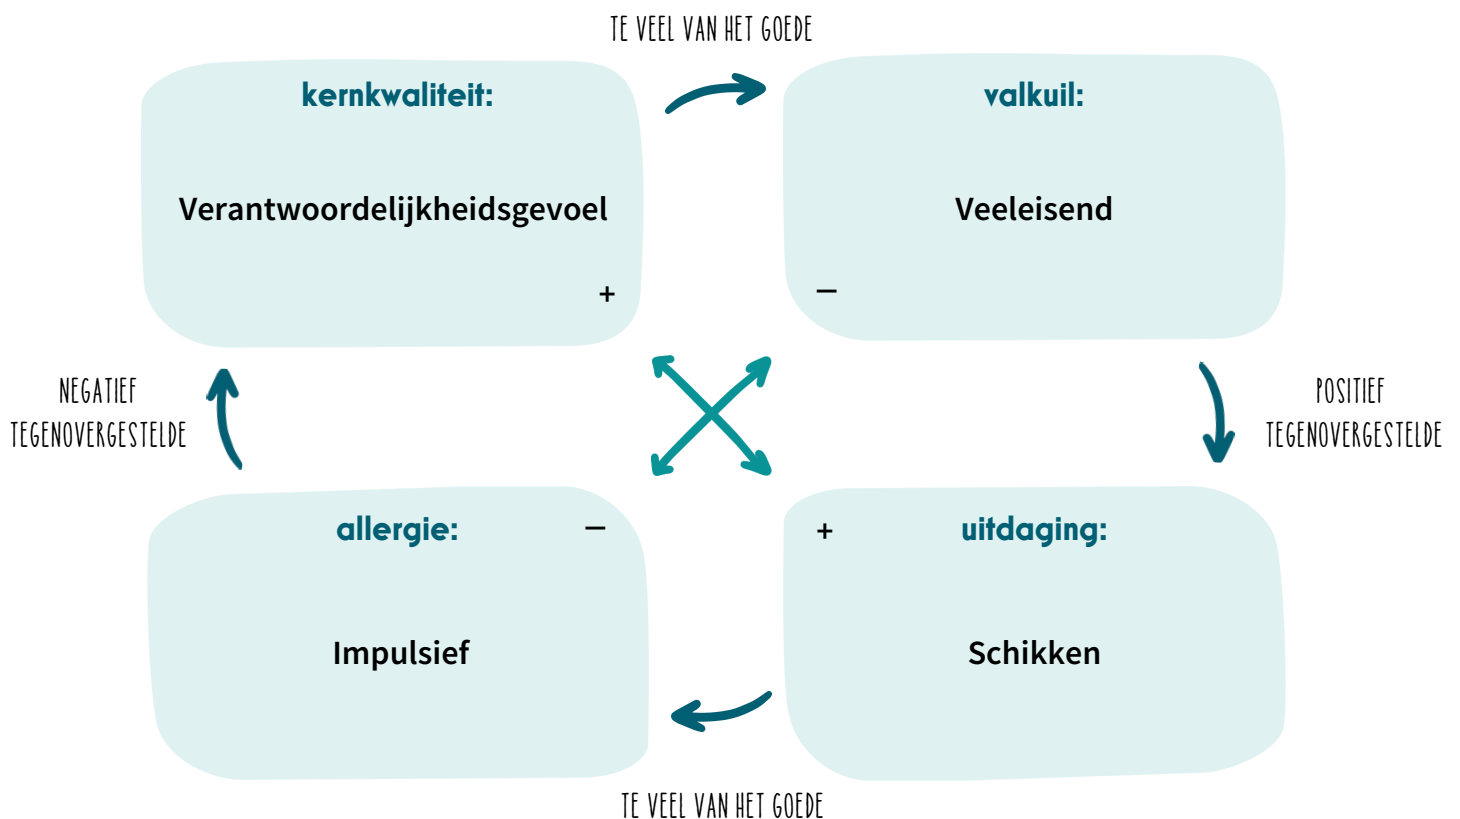 TE VEEL VAN HET GOEDE
kernkwaliteit:
Verantwoordelijkheidsgevoel
+
valkuil:
Veeleisend
–
NEGATIEF
TEGENOVERGESTELDE
POSITIEF
TEGENOVERGESTELDE
allergie:
–
Impulsief
+
uitdaging:
Schikken
TE VEEL VAN HET GOEDE